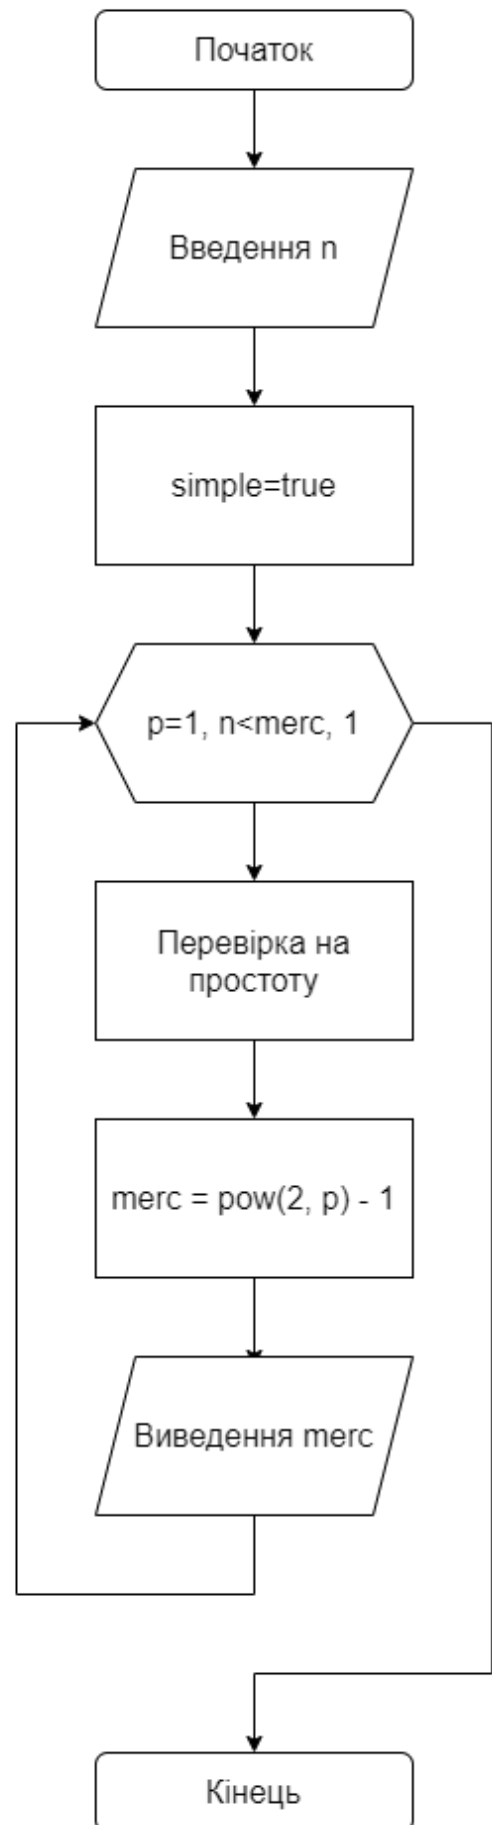 Початок
Введення n
simple=true
p=1, n<merc, 1
Перевірка на
простоту
merc = pow(2, p) - 1
Виведення merc
Кінець